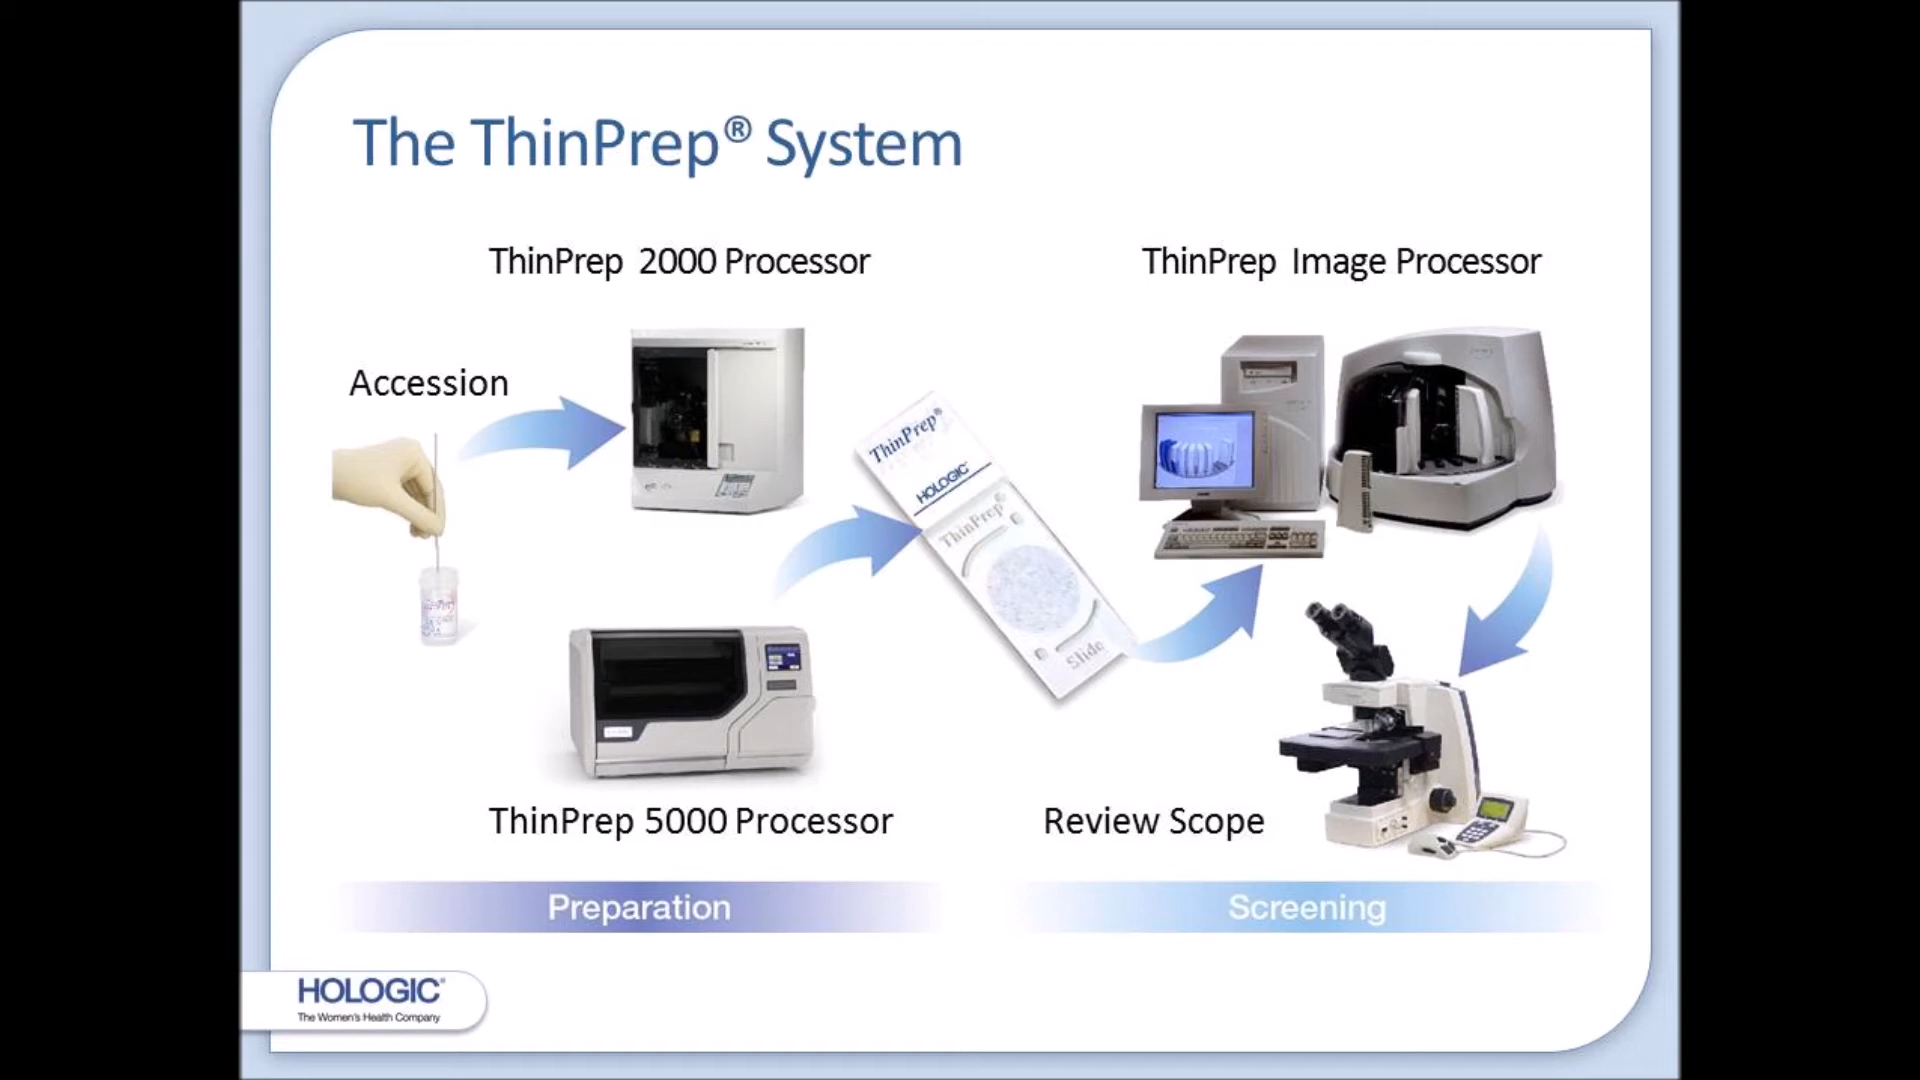 The ThinPrep® System
ThinPrep 2000 Processor
ThinPrep Image Processor
Accession
ThinPrep®
HOLOGIC
ThinPrep®
Slide
ThinPrep 5000 Processor
Review Scope
Preparation
Screening
HOLOGIC®
The Women's Health Company